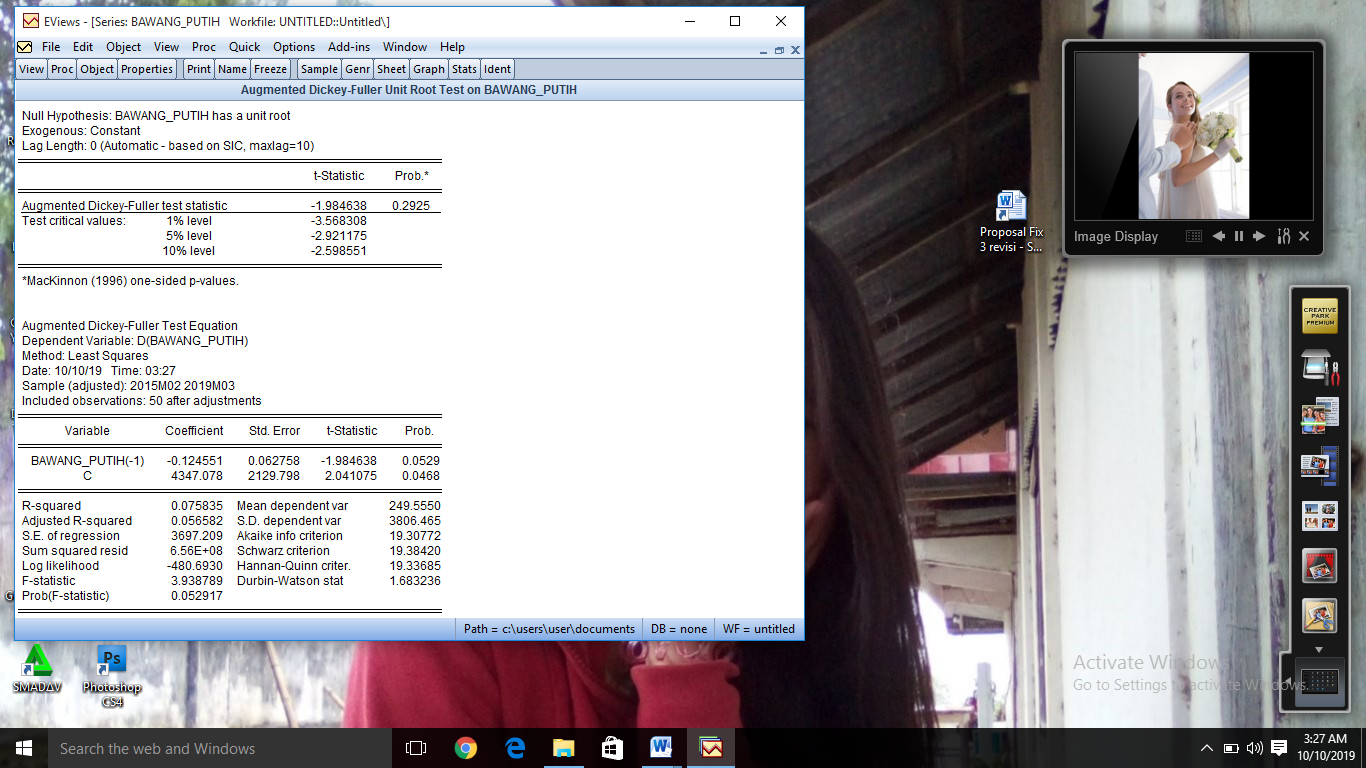 EViews - [Series: BAWANG_PUTIH   Workfile: UNTITLED::Untitled\]
File Edit Object View Proc Quick Options Add-ins Window Help
View Proc Object Properties Print Name Freeze Sample Genr Sheet Graph Stats Ident
Augmented Dickey-Fuller Unit Root Test on BAWANG_PUTIH
Null Hypothesis: BAWANG_PUTIH has a unit root
Exogenous: Constant
Lag Length: 0 (Automatic - based on SIC, maxlag=10)
t-Statistic Prob.*
Augmented Dickey-Fuller test statistic -1.984638 0.2925
Test critical values: 1% level -3.568308
5% level -2.921175
10% level -2.598551
*MacKinnon (1996) one-sided p-values.
Augmented Dickey-Fuller Test Equation
Dependent Variable: D(BAWANG_PUTIH)
Method: Least Squares
Date: 10/10/19 Time: 03:27
Sample (adjusted): 2015M02 2019M03
Included observations: 50 after adjustments
Variable Coefficient Std. Error t-Statistic Prob.
BAWANG_PUTIH(-1) -0.124551 0.062758 -1.984638 0.0529
C 4347.078 2129.798 2.041075 0.0468
R-squared 0.075835 Mean dependent var 249.5550
Adjusted R-squared 0.056582 S.D. dependent var 3806.465
S.E. of regression 3697.209 Akaike info criterion 19.30772
Sum squared resid 6.56E+08 Schwarz criterion 19.38420
Log likelihood -480.6930 Hannan-Quinn criter. 19.33685
F-statistic 3.938789 Durbin-Watson stat 1.683236
Prob(F-statistic) 0.052917
Path = c:\users\user\documents DB = none WF = untitled
Proposal Fix
3 revisi - S...
Image Display
CREATIVE
PARK
PREMIUM
SMADΔV
Photoshop
CS4
Activate Windows
Go to Settings to activate Windows.
Search the web and Windows
3:27 AM
10/10/2019